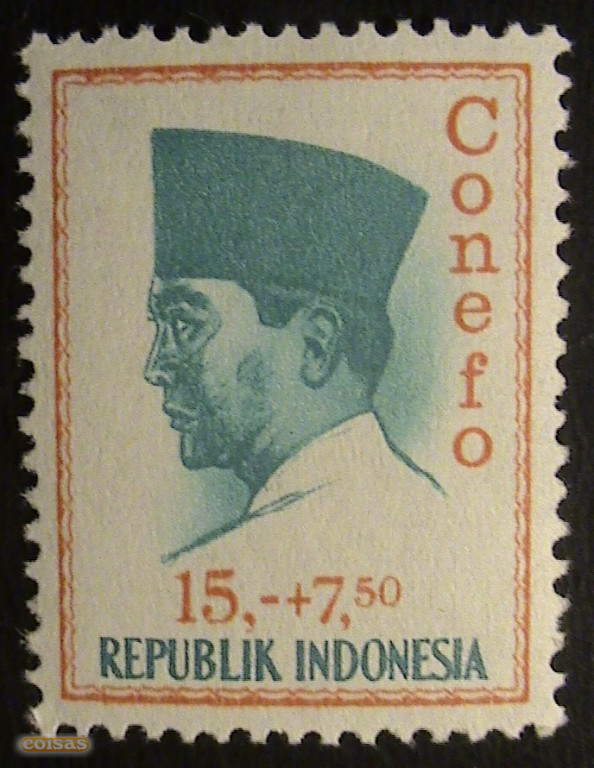 Conefo
15,-+7,50
REPUBLIK INDONESIA
coisas